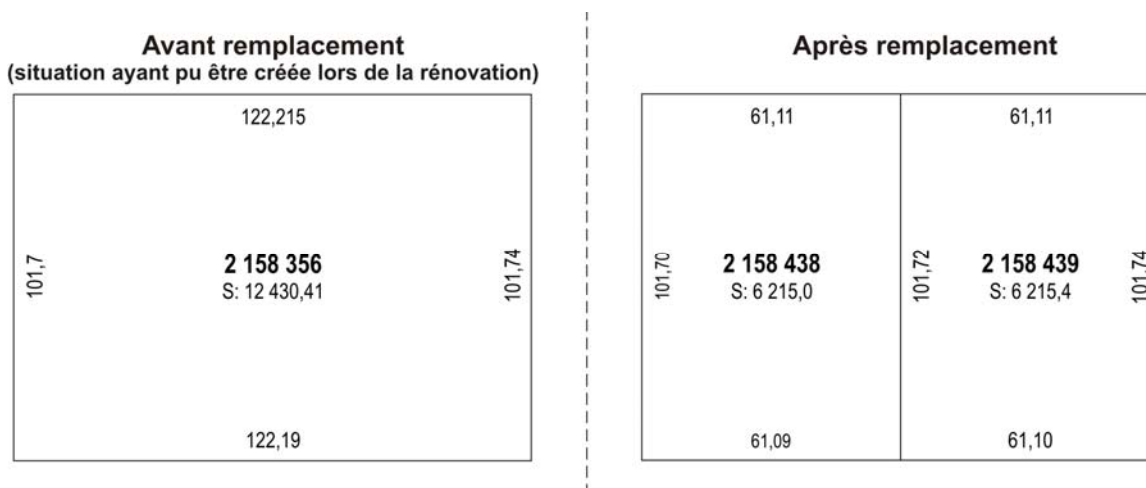 Avant remplacement
(situation ayant pu être créée lors de la rénovation)
122,215
101,7
2 158 356
S: 12 430,41
101,74
122,19
Après remplacement
61,11
61,11
101,70
2 158 438
S: 6 215,0
101,72
2 158 439
S: 6 215,4
101,74
61,09
61,10